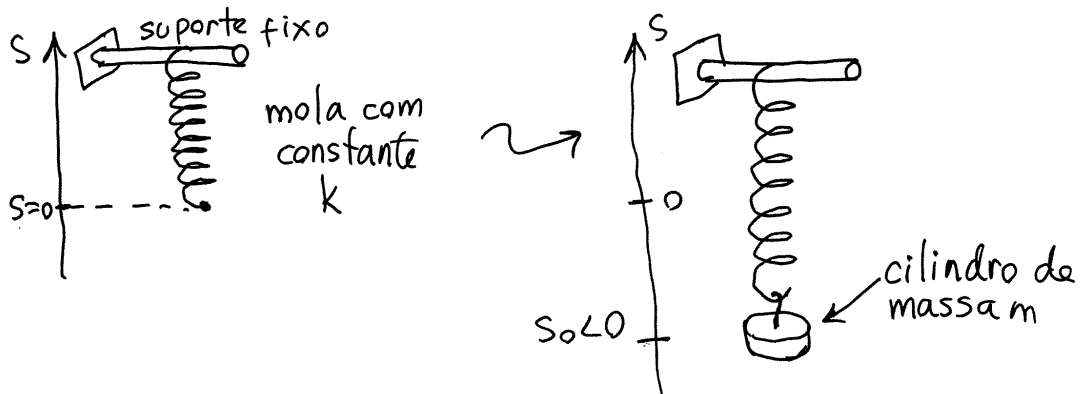 S
suporte fixo
mola com
constante
k
S=0
S
0
S₀<0
cilindro de
massa m